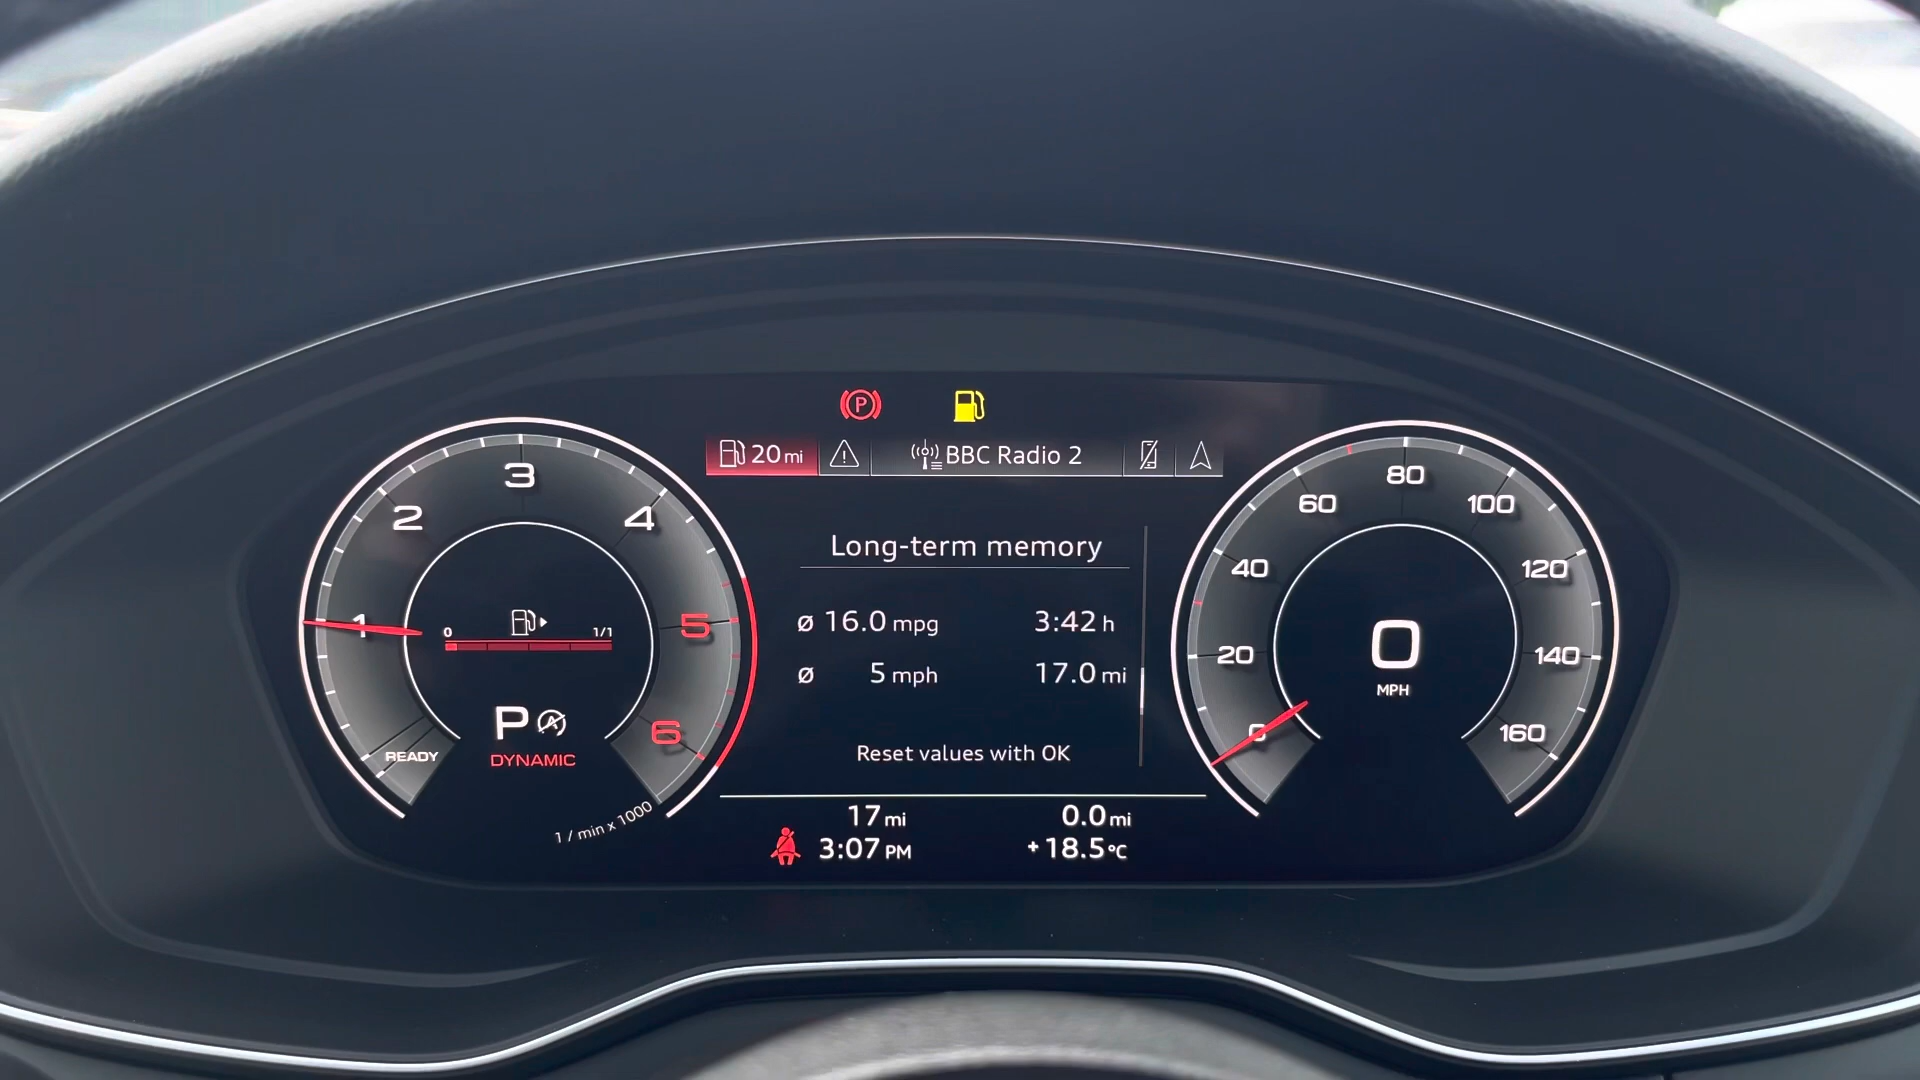 P
20 mi
BBC Radio 2
1
2
3
4
5
6
READY
0
1/1
P A
DYNAMIC
1 / min x 1000
Long-term memory
ø 16.0 mpg 3:42 h
ø 5 mph 17.0 mi
Reset values with OK
17 mi 0.0 mi
3:07 PM +18.5 °C
0
20
40
60
80
100
120
140
160
0
MPH